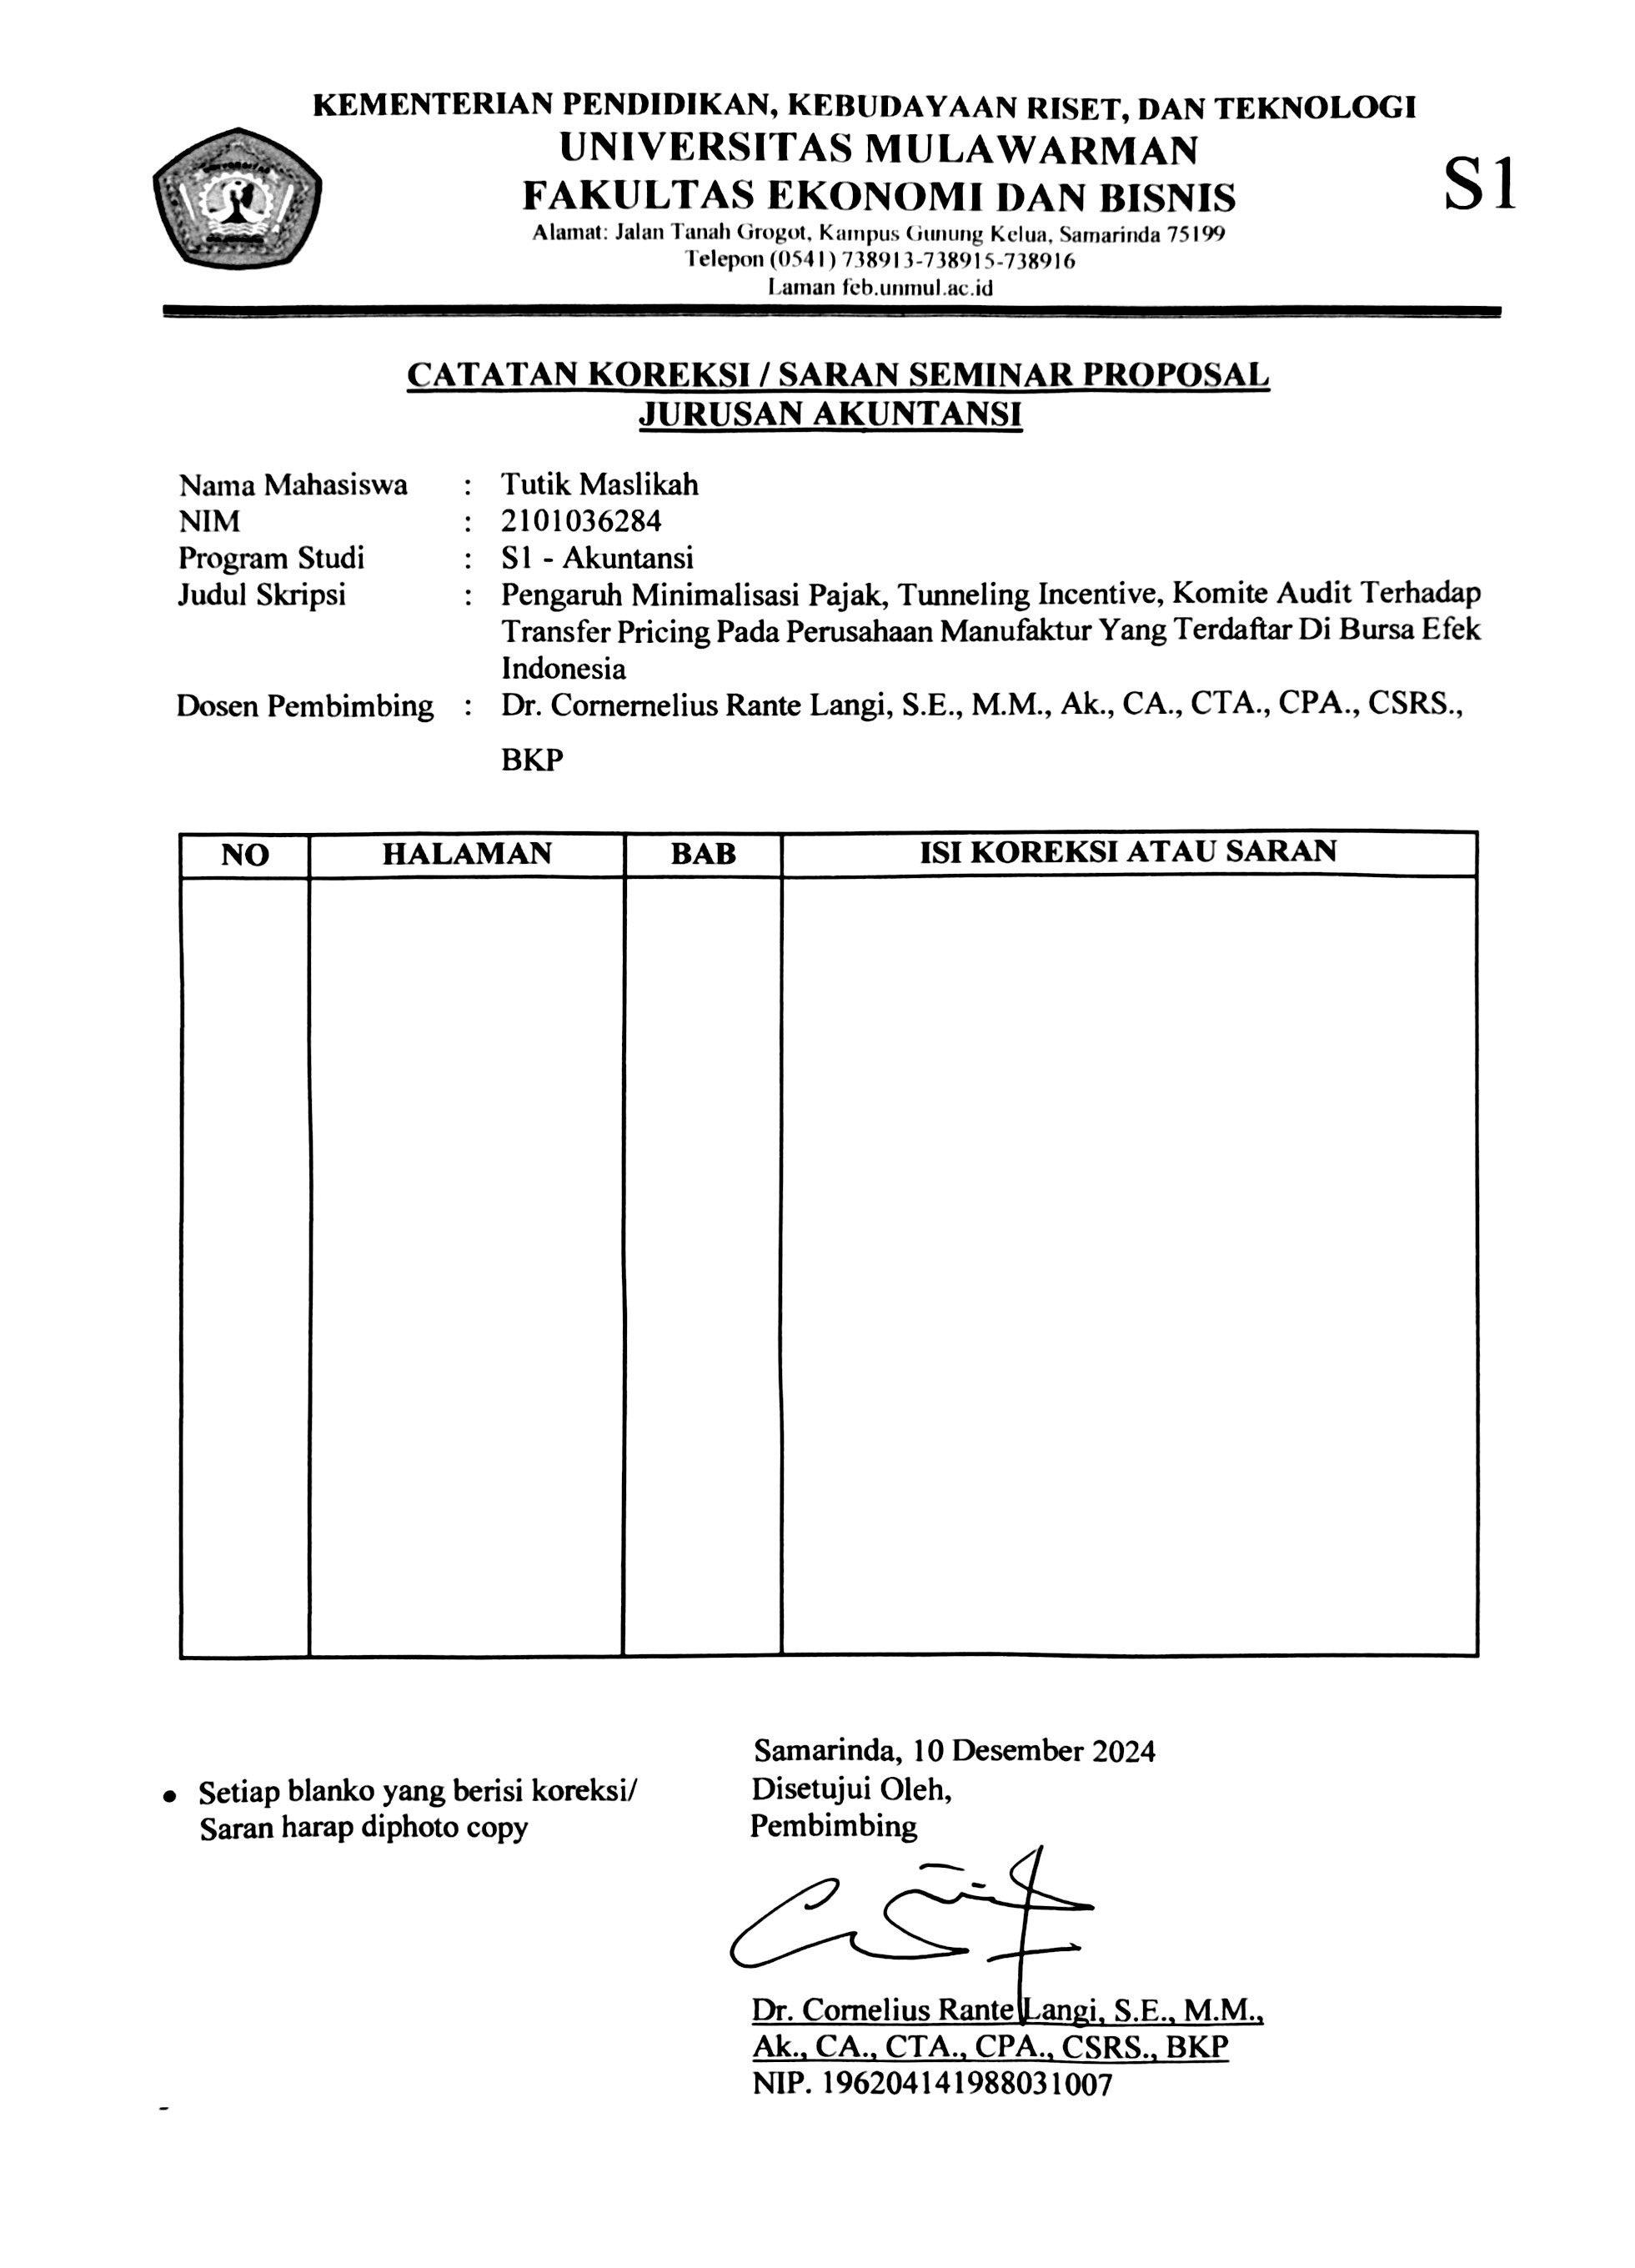 KEMENTERIAN PENDIDIKAN, KEBUDAYAAN RISET, DAN TEKNOLOGI
UNIVERSITAS MULAWARMAN
FAKULTAS EKONOMI DAN BISNIS
S1
Alamat: Jalan Tanah Grogot, Kampus Gunung Kelua, Samarinda 75199
Telepon (0541) 738913-738915-738916
Laman feb.unmul.ac.id
CATATAN KOREKSI / SARAN SEMINAR PROPOSAL
JURUSAN AKUNTANSI
Nama Mahasiswa : Tutik Maslikah
NIM : 2101036284
Program Studi : S1 - Akuntansi
Judul Skripsi : Pengaruh Minimalisasi Pajak, Tunneling Incentive, Komite Audit Terhadap
Transfer Pricing Pada Perusahaan Manufaktur Yang Terdaftar Di Bursa Efek
Indonesia
Dosen Pembimbing : Dr. Cornernelius Rante Langi, S.E., M.M., Ak., CA., CTA., CPA., CSRS.,
BKP
NO HALAMAN BAB ISI KOREKSI ATAU SARAN
Samarinda, 10 Desember 2024
• Setiap blanko yang berisi koreksi/ Disetujui Oleh,
Saran harap diphoto copy Pembimbing
Dr. Cornelius Rante Langi, S.E., M.M.,
Ak., CA., CTA., CPA., CSRS., BKP
NIP. 196204141988031007